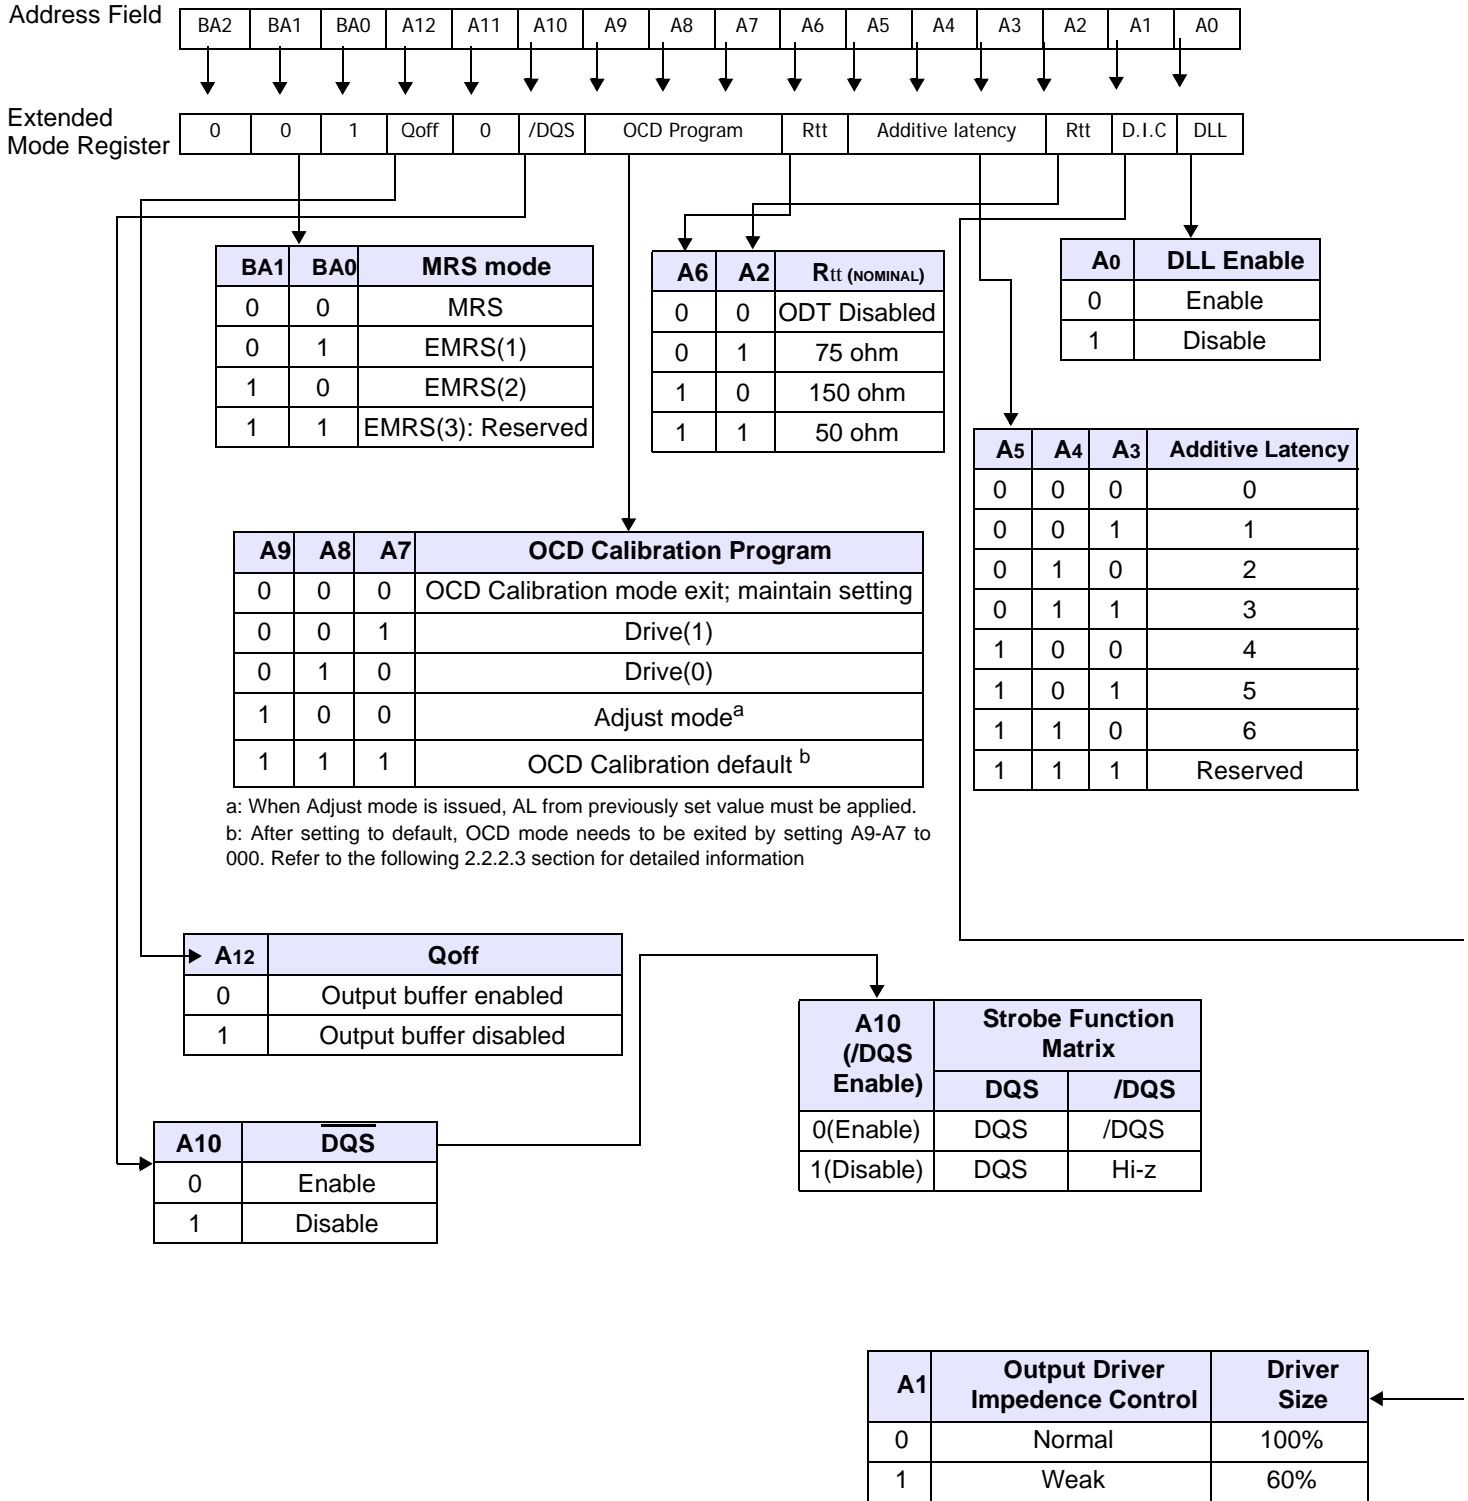 Address Field
BA2 BA1 BA0 A12 A11 A10 A9 A8 A7 A6 A5 A4 A3 A2 A1 A0
Extended
Mode Register
0 0 1 Qoff 0 /DQS OCD Program Rtt Additive latency Rtt D.I.C DLL
BA1 BA0 MRS mode
0 0 MRS
0 1 EMRS(1)
1 0 EMRS(2)
1 1 EMRS(3): Reserved
A6 A2 Rtt (NOMINAL)
0 0 ODT Disabled
0 1 75 ohm
1 0 150 ohm
1 1 50 ohm
A0 DLL Enable
0 Enable
1 Disable
A5 A4 A3 Additive Latency
0 0 0 0
0 0 1 1
0 1 0 2
0 1 1 3
1 0 0 4
1 0 1 5
1 1 0 6
1 1 1 Reserved
A9 A8 A7 OCD Calibration Program
0 0 0 OCD Calibration mode exit; maintain setting
0 0 1 Drive(1)
0 1 0 Drive(0)
1 0 0 Adjust modea
1 1 1 OCD Calibration default b
a: When Adjust mode is issued, AL from previously set value must be applied.
b: After setting to default, OCD mode needs to be exited by setting A9-A7 to
000. Refer to the following 2.2.2.3 section for detailed information
A12 Qoff
0 Output buffer enabled
1 Output buffer disabled
A10 DQS
0 Enable
1 Disable
A10
(/DQS
Enable)
Strobe Function
Matrix
DQS /DQS
0(Enable) DQS /DQS
1(Disable) DQS Hi-z
A1
Output Driver
Impedence Control
Driver
Size
0 Normal 100%
1 Weak 60%